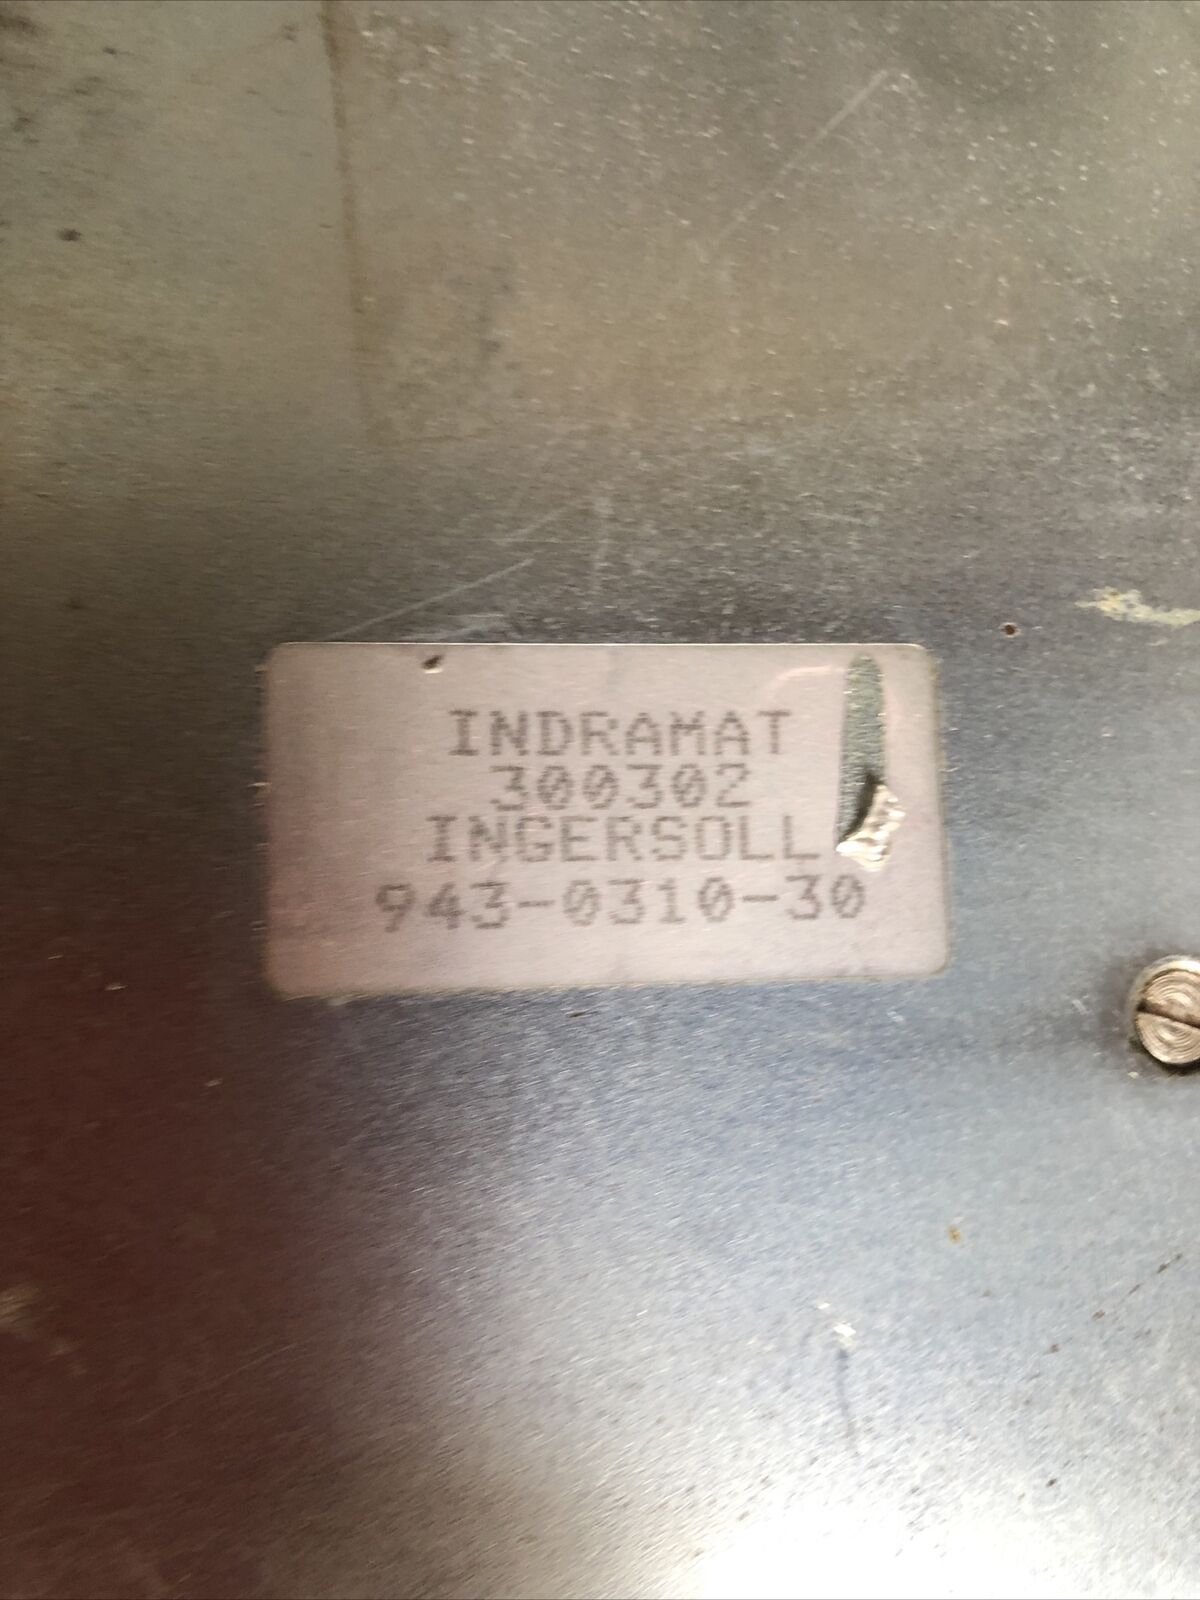 INDRAMAT
300302
INGERSOLL
943-0310-30